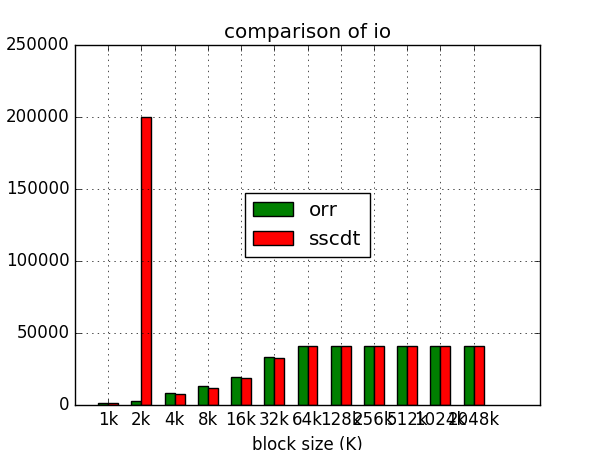 comparison of io
250000
200000
150000
100000
50000
0
orr
sscdt
1k 2k 4k 8k 16k 32k 64k 128k 256k 512k 1024k 2048k
block size (K)